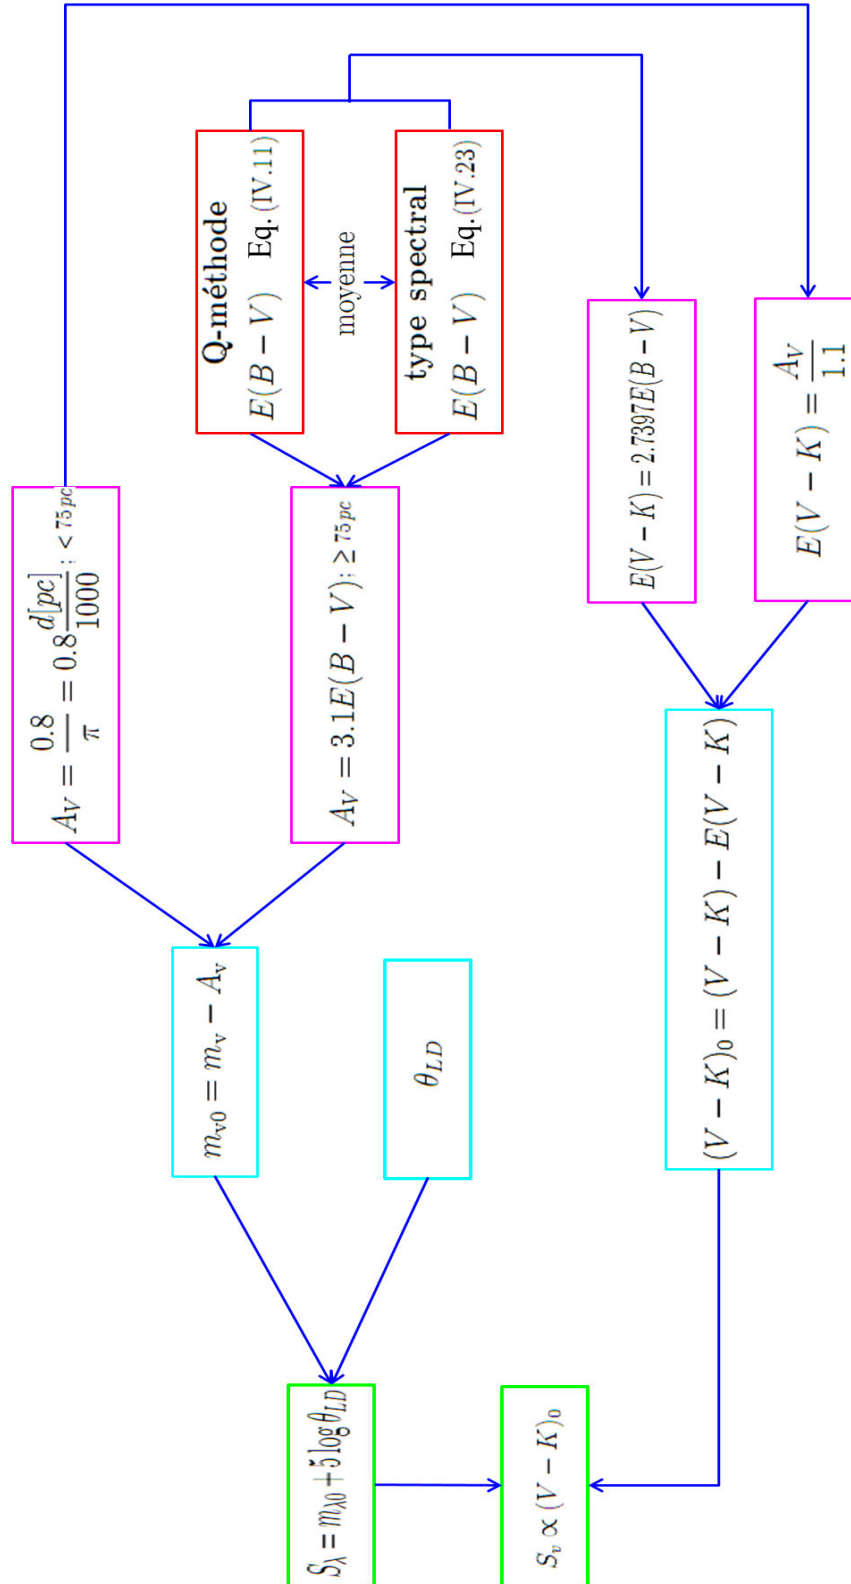 S_λ = m_λ0 + 5 log θ_LD
S_v ∝ (V − K)_0
m_v0 = m_v − A_v
θ_LD
(V − K)_0 = (V − K) − E(V − K)
A_V = 0.8/π = 0.8 d[pc]/1000 ; < 75pc
A_V = 3.1E(B − V); ≥ 75pc
E(V − K) = 2.7397E(B − V)
E(V − K) = A_V/1.1
Q-méthode
E(B − V) Eq. (IV.11)
moyenne
type spectral
E(B − V) Eq. (IV.23)